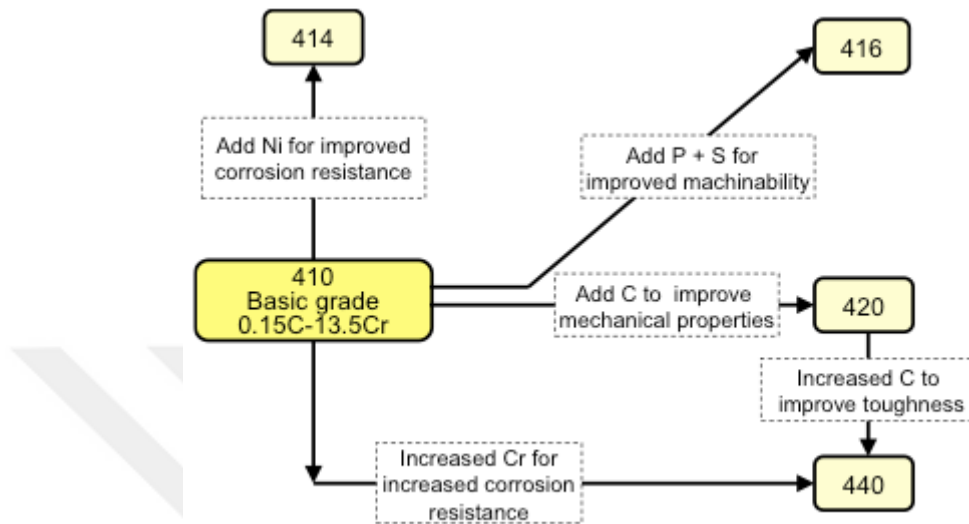 414
416
Add Ni for improved
corrosion resistance
Add P + S for
improved machinability
410
Basic grade
0.15C-13.5Cr
Add C to  improve
mechanical properties
420
Increased C to
improve toughness
Increased Cr for
increased corrosion
resistance
440